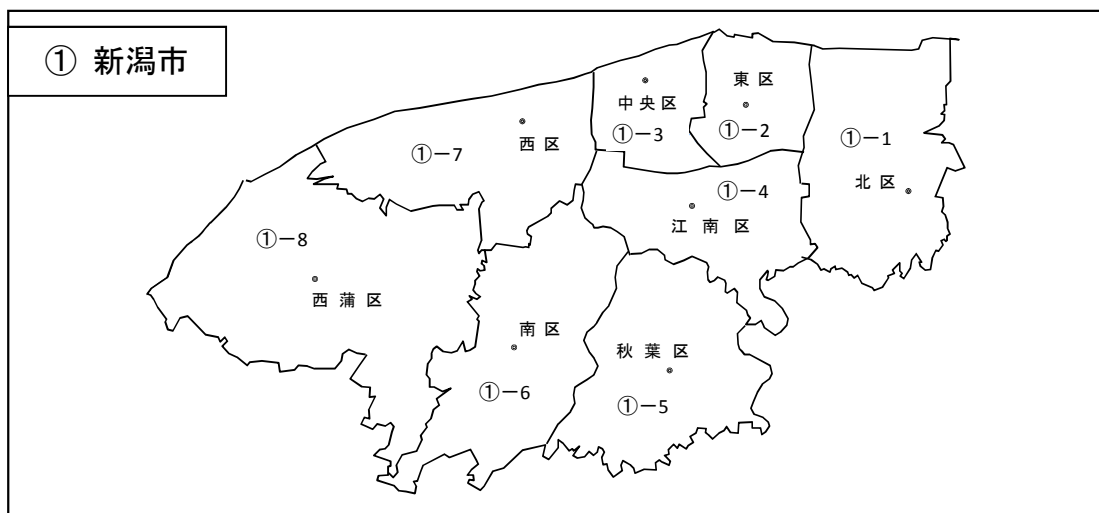 ① 新潟市
東区
①－2
中央区
①－3
①－1
北区
西区
①－7
①－4
江南区
①－8
西蒲区
南区
①－6
秋葉区
①－5